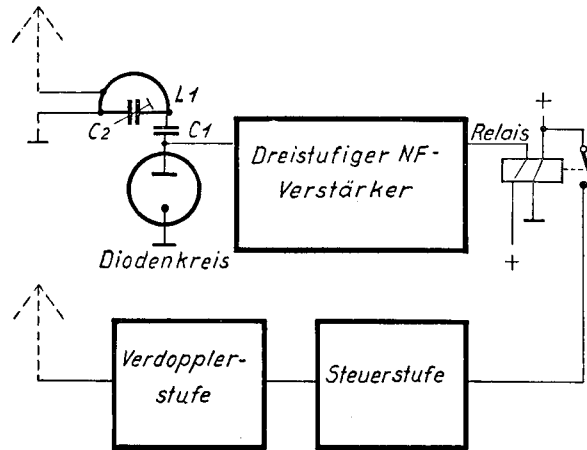 L1
C2
C1
Relais
+
Dreistufiger NF-
Verstärker
Diodenkreis
+
Verdoppler-
stufe
Steuerstufe